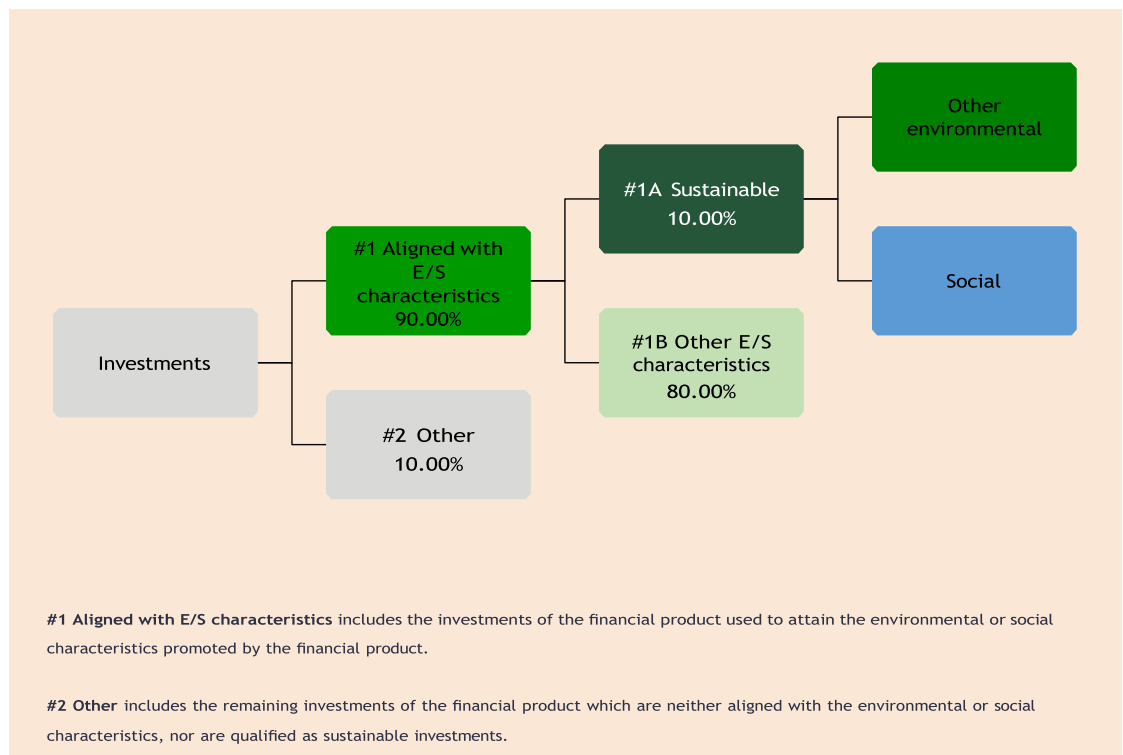 Other
environmental
#1A Sustainable
10.00%
#1 Aligned with
E/S
characteristics
90.00%
Social
Investments
#1B Other E/S
characteristics
80.00%
#2 Other
10.00%
#1 Aligned with E/S characteristics includes the investments of the financial product used to attain the environmental or social
characteristics promoted by the financial product.
#2 Other includes the remaining investments of the financial product which are neither aligned with the environmental or social
characteristics, nor are qualified as sustainable investments.